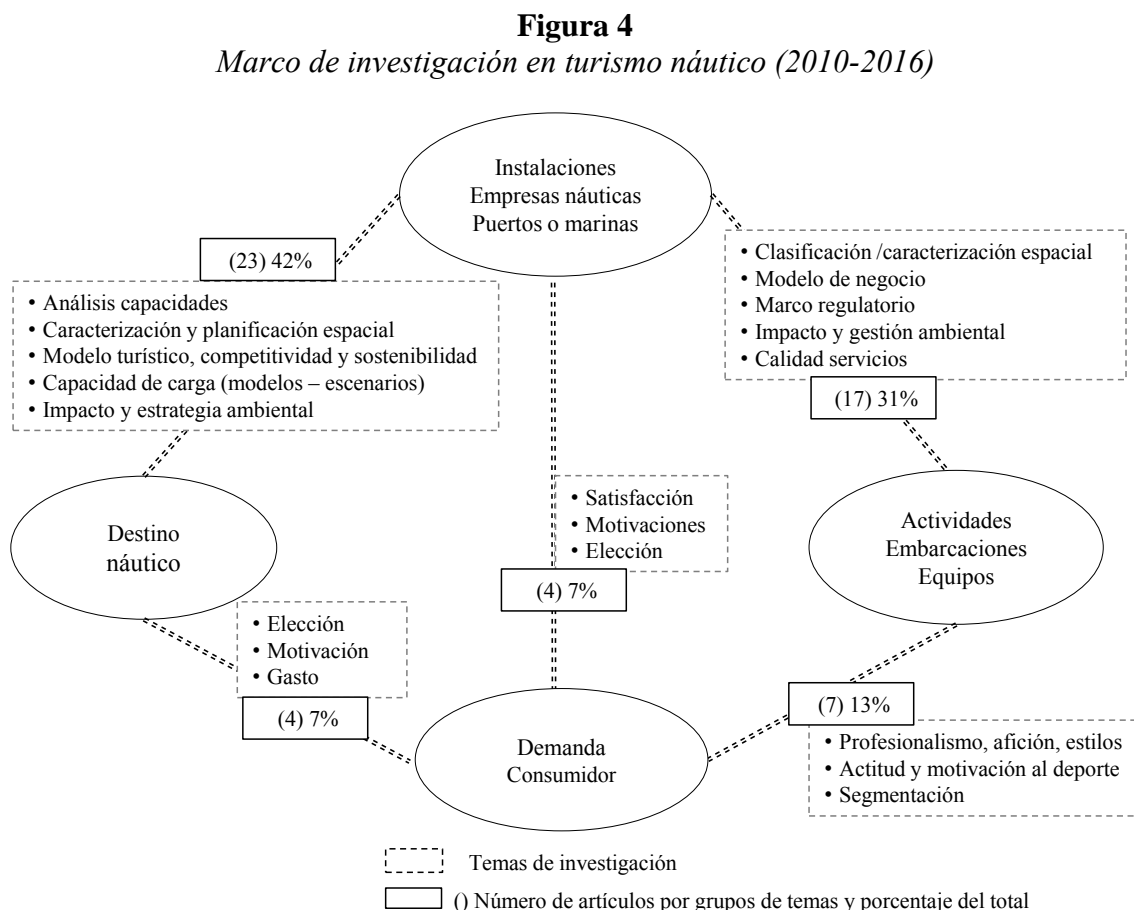 Figura 4
Marco de investigación en turismo náutico (2010-2016)
Instalaciones
Empresas náuticas
Puertos o marinas
(23) 42%
• Análisis capacidades
• Caracterización y planificación espacial
• Modelo turístico, competitividad y sostenibilidad
• Capacidad de carga (modelos – escenarios)
• Impacto y estrategia ambiental
• Clasificación /caracterización espacial
• Modelo de negocio
• Marco regulatorio
• Impacto y gestión ambiental
• Calidad servicios
(17) 31%
Destino
náutico
• Satisfacción
• Motivaciones
• Elección
(4) 7%
Actividades
Embarcaciones
Equipos
• Elección
• Motivación
• Gasto
(4) 7%
Demanda
Consumidor
(7) 13%
• Profesionalismo, afición, estilos
• Actitud y motivación al deporte
• Segmentación
Temas de investigación
() Número de artículos por grupos de temas y porcentaje del total